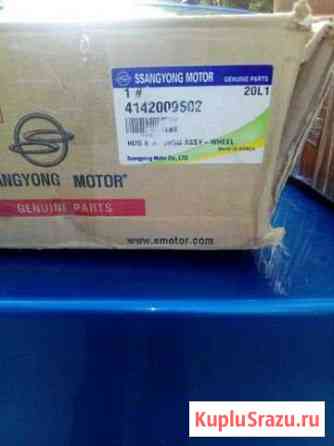 SSANGYONG MOTOR GENUINE PARTS
1 # 20L1
4142009502
ASSY - WHEEL
Ssangyong Motor Co., LTD
MADE IN KOREA
ANGYONG MOTOR
GENUINE PARTS
www.smotor.com
KupluSrazu.ru